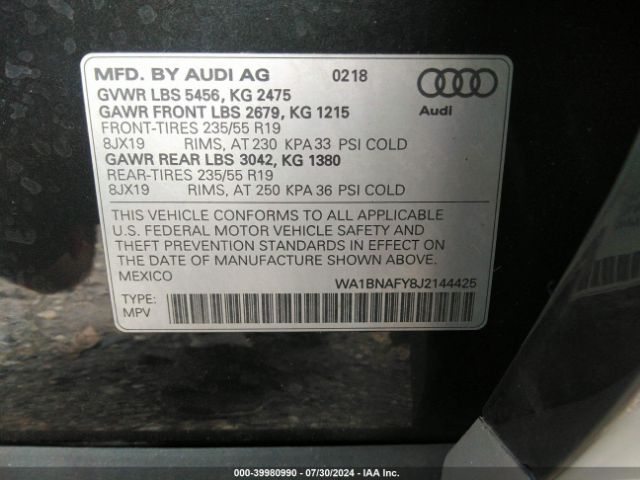 MFD. BY AUDI AG 0218
GVWR LBS 5456, KG 2475
GAWR FRONT LBS 2679, KG 1215
Audi
FRONT-TIRES 235/55 R19
8JX19 RIMS, AT 230 KPA 33 PSI COLD
GAWR REAR LBS 3042, KG 1380
REAR-TIRES 235/55 R19
8JX19 RIMS, AT 250 KPA 36 PSI COLD
THIS VEHICLE CONFORMS TO ALL APPLICABLE
U.S. FEDERAL MOTOR VEHICLE SAFETY AND
THEFT PREVENTION STANDARDS IN EFFECT ON
THE DATE OF MANUFACTURE SHOWN ABOVE.
MEXICO WA1BNAFY8J2144425
TYPE:
MPV
000-39980990 / 07/30/2024 - IAA Inc.